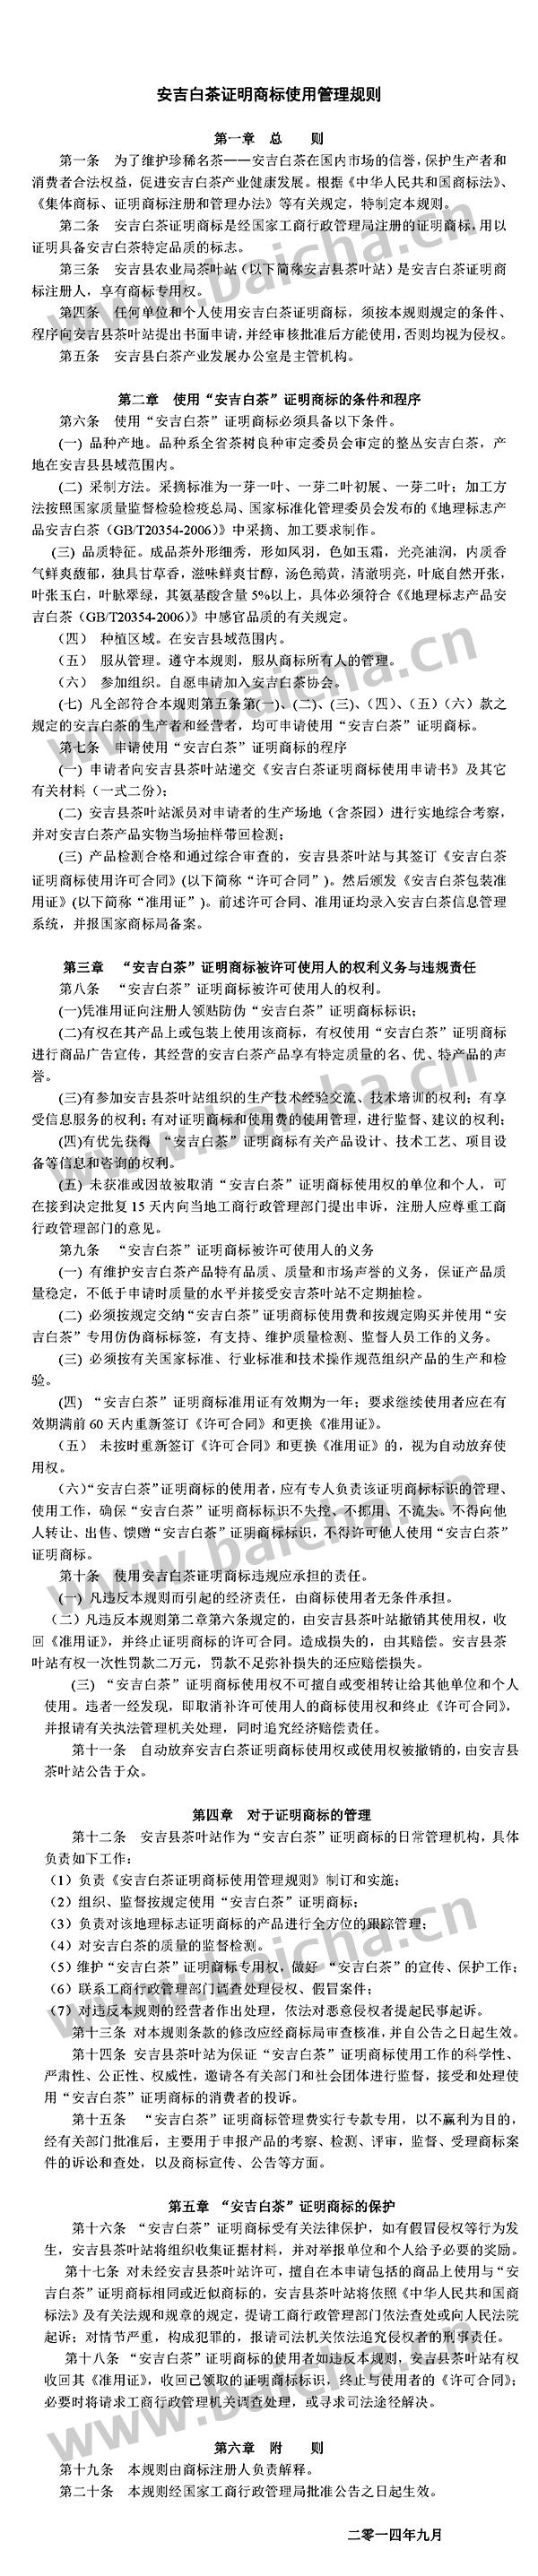 安吉白茶证明商标使用管理规则
第一章 总 则
第一条 为了维护珍稀名茶——安吉白茶在国内市场的信誉,保护生产者和
消费者合法权益，促进安吉白茶产业健康发展。根据《中华人民共和国商标法》、
《集体商标、证明商标注册和管理办法》等有关规定，特制定本规则。
第二条 安吉白茶证明商标是经国家工商行政管理局注册的证明商标,用以
证明具备安吉白茶特定品质的标志。
第三条 安吉县农业局茶叶站（以下简称安吉县茶叶站）是安吉白茶证明商
标注册人，享有商标专用权。
第四条 任何单位和个人使用安吉白茶证明商标，须按本规则规定的条件、
程序向安吉县茶叶站提出书面申请,并经审核批准后方能使用,否则均视为侵权。
第五条 安吉县白茶产业发展办公室是主管机构。
第二章 使用“安吉白茶”证明商标的条件和程序
第六条 使用“安吉白茶”证明商标必须具备以下条件。
(一) 品种产地。品种系全省茶树良种审定委员会审定的整丛安吉白茶，产
地在安吉县县域范围内。
(二) 采制方法。采摘标准为一芽一叶、一芽二叶初展、一芽二叶；加工方
法按照国家质量监督检验检疫总局、国家标准化管理委员会发布的《地理标志产
品安吉白茶（GB/T20354-2006）》中采摘、加工要求制作。
(三) 品质特征。成品茶外形细秀，形如凤羽，色如玉霜，光亮油润，内质香
气鲜爽馥郁，独具甘草香，滋味鲜爽甘醇，汤色鹅黄，清澈明亮，叶底自然开张，
叶张玉白，叶脉翠绿，其氨基酸含量 5%以上，具体必须符合《《地理标志产品安
吉白茶（GB/T20354-2006）》中感官品质的有关规定。
（四） 种植区域。在安吉县域范围内。
（五） 服从管理。遵守本规则，服从商标所有人的管理。
（六） 参加组织。自愿申请加入安吉白茶协会。
(七) 凡全部符合本规则第五条第(一)、(二)、(三)、（四）、（五）（六）款之
规定的安吉白茶的生产者和经营者，均可申请使用“安吉白茶”证明商标。
第七条 申请使用“安吉白茶”证明商标的程序
(一) 申请者向安吉县茶叶站递交《安吉白茶证明商标使用申请书》及其它
有关材料（一式二份）；
(二) 安吉县茶叶站派员对申请者的生产场地（含茶园）进行实地综合考察，
并对安吉白茶产品实物当场抽样带回检测；
(三) 产品检测合格和通过综合审查的，安吉县茶叶站与其签订《安吉白茶
证明商标使用许可合同》(以下简称“许可合同”)。然后颁发《安吉白茶包装准
用证》(以下简称“准用证”)。前述许可合同、准用证均录入安吉白茶信息管理
系统，并报国家商标局备案。
第三章 “安吉白茶”证明商标被许可使用人的权利义务与违规责任
第八条 “安吉白茶”证明商标被许可使用人的权利。
(一)凭准用证向注册人领贴防伪“安吉白茶”证明商标标识；
(二)有权在其产品上或包装上使用该商标，有权使用“安吉白茶”证明商标
进行商品广告宣传，其经营的安吉白茶产品享有特定质量的名、优、特产品的声
誉。
(三)有参加安吉县茶叶站组织的生产技术经验交流、技术培训的权利；有享
受信息服务的权利;有对证明商标和使用费的使用管理,进行监督、建议的权利；
(四)有优先获得 “安吉白茶”证明商标有关产品设计、技术工艺、项目设
备等信息和咨询的权利。
(五) 未获准或因故被取消“安吉白茶”证明商标使用权的单位和个人，可
在接到决定批复 15 天内向当地工商行政管理部门提出申诉，注册人应尊重工商
行政管理部门的意见。
第九条 “安吉白茶”证明商标被许可使用人的义务
(一) 有维护安吉白茶产品特有品质、质量和市场声誉的义务，保证产品质
量稳定，不低于申请时质量的水平并接受安吉茶叶站不定期抽检。
(二) 必须按规定交纳“安吉白茶”证明商标使用费和按规定购买并使用“安
吉白茶”专用仿伪商标标签，有支持、维护质量检测、监督人员工作的义务。
(三) 必须按有关国家标准、行业标准和技术操作规范组织产品的生产和检
验。
(四) “安吉白茶”证明商标准用证有效期为一年；要求继续使用者应在有
效期满前 60 天内重新签订《许可合同》和更换《准用证》。
（五） 未按时重新签订《许可合同》和更换《准用证》的，视为自动放弃使
用权。
（六）“安吉白茶”证明商标的使用者，应有专人负责该证明商标标识的管理、
使用工作，确保“安吉白茶”证明商标标识不失控、不挪用、不流失。不得向他
人转让、出售、馈赠“安吉白茶”证明商标标识，不得许可他人使用“安吉白茶”
证明商标。
第十条 使用安吉白茶证明商标违规应承担的责任。
(一) 凡违反本规则而引起的经济责任，由商标使用者无条件承担。
（二）凡违反本规则第二章第六条规定的，由安吉县茶叶站撤销其使用权，收
回《准用证》，并终止证明商标的许可合同。造成损失的，由其赔偿。安吉县茶
叶站有权一次性罚款二万元，罚款不足弥补损失的还应赔偿损失。
(三) “安吉白茶”证明商标使用权不可擅自或变相转让给其他单位和个人
使用。违者一经发现，即取消补许可使用人的商标使用权和终止《许可合同》，
并报请有关执法管理机关处理，同时追究经济赔偿责任。
第十一条 自动放弃安吉白茶证明商标使用权或使用权被撤销的,由安吉县
茶叶站公告于众。
第四章 对于证明商标的管理
第十二条 安吉县茶叶站作为“安吉白茶”证明商标的日常管理机构，具体
负责如下工作：
（1）负责《安吉白茶证明商标使用管理规则》制订和实施；
（2）组织、监督按规定使用“安吉白茶”证明商标；
（3）负责对该地理标志证明商标的产品进行全方位的跟踪管理；
（4）对安吉白茶的质量的监督检测。
（5）维护“安吉白茶”证明商标专用权，做好 “安吉白茶”的宣传、保护工作；
（6）联系工商行政管理部门调查处理侵权、假冒案件；
（7）对违反本规则的经营者作出处理，依法对恶意侵权者提起民事起诉。
第十三条 对本规则条款的修改应经商标局审查核准,并自公告之日起生效。
第十四条 安吉县茶叶站为保证“安吉白茶”证明商标使用工作的科学性、
严肃性、公正性、权威性，邀请各有关部门和社会团体进行监督，接受和处理使
用“安吉白茶”证明商标的消费者的投诉。
第十五条 “安吉白茶”证明商标管理费实行专款专用，以不赢利为目的，
经有关部门批准后，主要用于申报产品的考察、检测、评审，监督、受理商标案
件的诉讼和查处，以及商标宣传、公告等方面。
第五章 “安吉白茶”证明商标的保护
第十六条 “安吉白茶”证明商标受有关法律保护，如有假冒侵权等行为发
生，安吉县茶叶站将组织收集证据材料，并对举报单位和个人给予必要的奖励。
第十七条 对未经安吉县茶叶站许可，擅自在本申请包括的商品上使用与“安
吉白茶”证明商标相同或近似商标的，安吉县茶叶站将依照《中华人民共和国商
标法》及有关法规和规章的规定，提请工商行政管理部门依法查处或向人民法院
起诉；对情节严重，构成犯罪的，报请司法机关依法追究侵权者的刑事责任。
第十八条 “安吉白茶”证明商标的使用者如违反本规则，安吉县茶叶站有权
收回其《准用证》，收回已领取的证明商标标识，终止与使用者的《许可合同》；
必要时将请求工商行政管理机关调查处理，或寻求司法途径解决。
第六章 附 则
第十九条 本规则由商标注册人负责解释。
第二十条 本规则经国家工商行政管理局批准公告之日起生效。
二零一四年九月
www.baicha.cn
www.baicha.cn
www.baicha.cn
www.baicha.cn
www.baicha.cn
www.baicha.cn